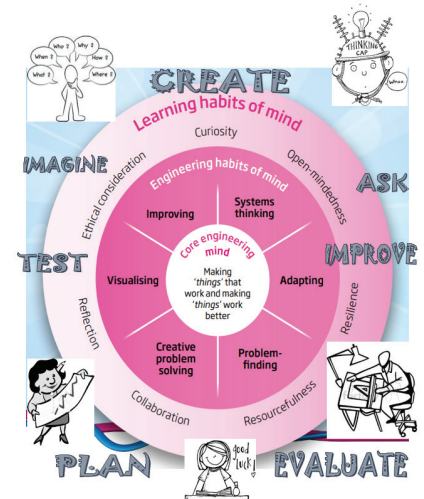 Who ?
Why ?
When ?
How ?
What ?
Where ?
THINKING
CAP
CREATE
Learning habits of mind
Curiosity
IMAGINE
Ethical consideration
Engineering habits of mind
Open-mindedness
ASK
Improving
Systems
thinking
Core engineering
mind
TEST
IMPROVE
Visualising
Making
'things' that
work and making
'things' work
better
Adapting
Reflection
Resilience
Creative
problem
solving
Problem-
finding
Collaboration
Resourcefulness
good
luck!
PLAN
EVALUATE